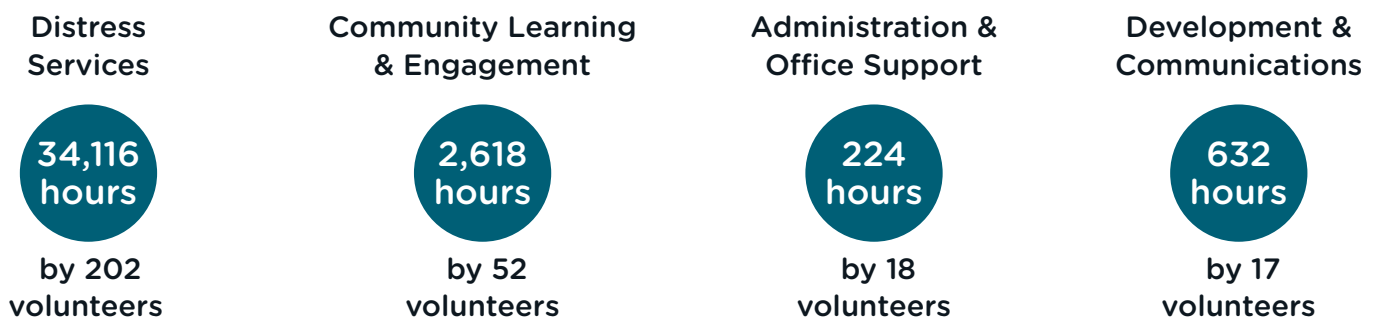 Distress
Services
34,116
hours
by 202
volunteers
Community Learning
& Engagement
2,618
hours
by 52
volunteers
Administration &
Office Support
224
hours
by 18
volunteers
Development &
Communications
632
hours
by 17
volunteers